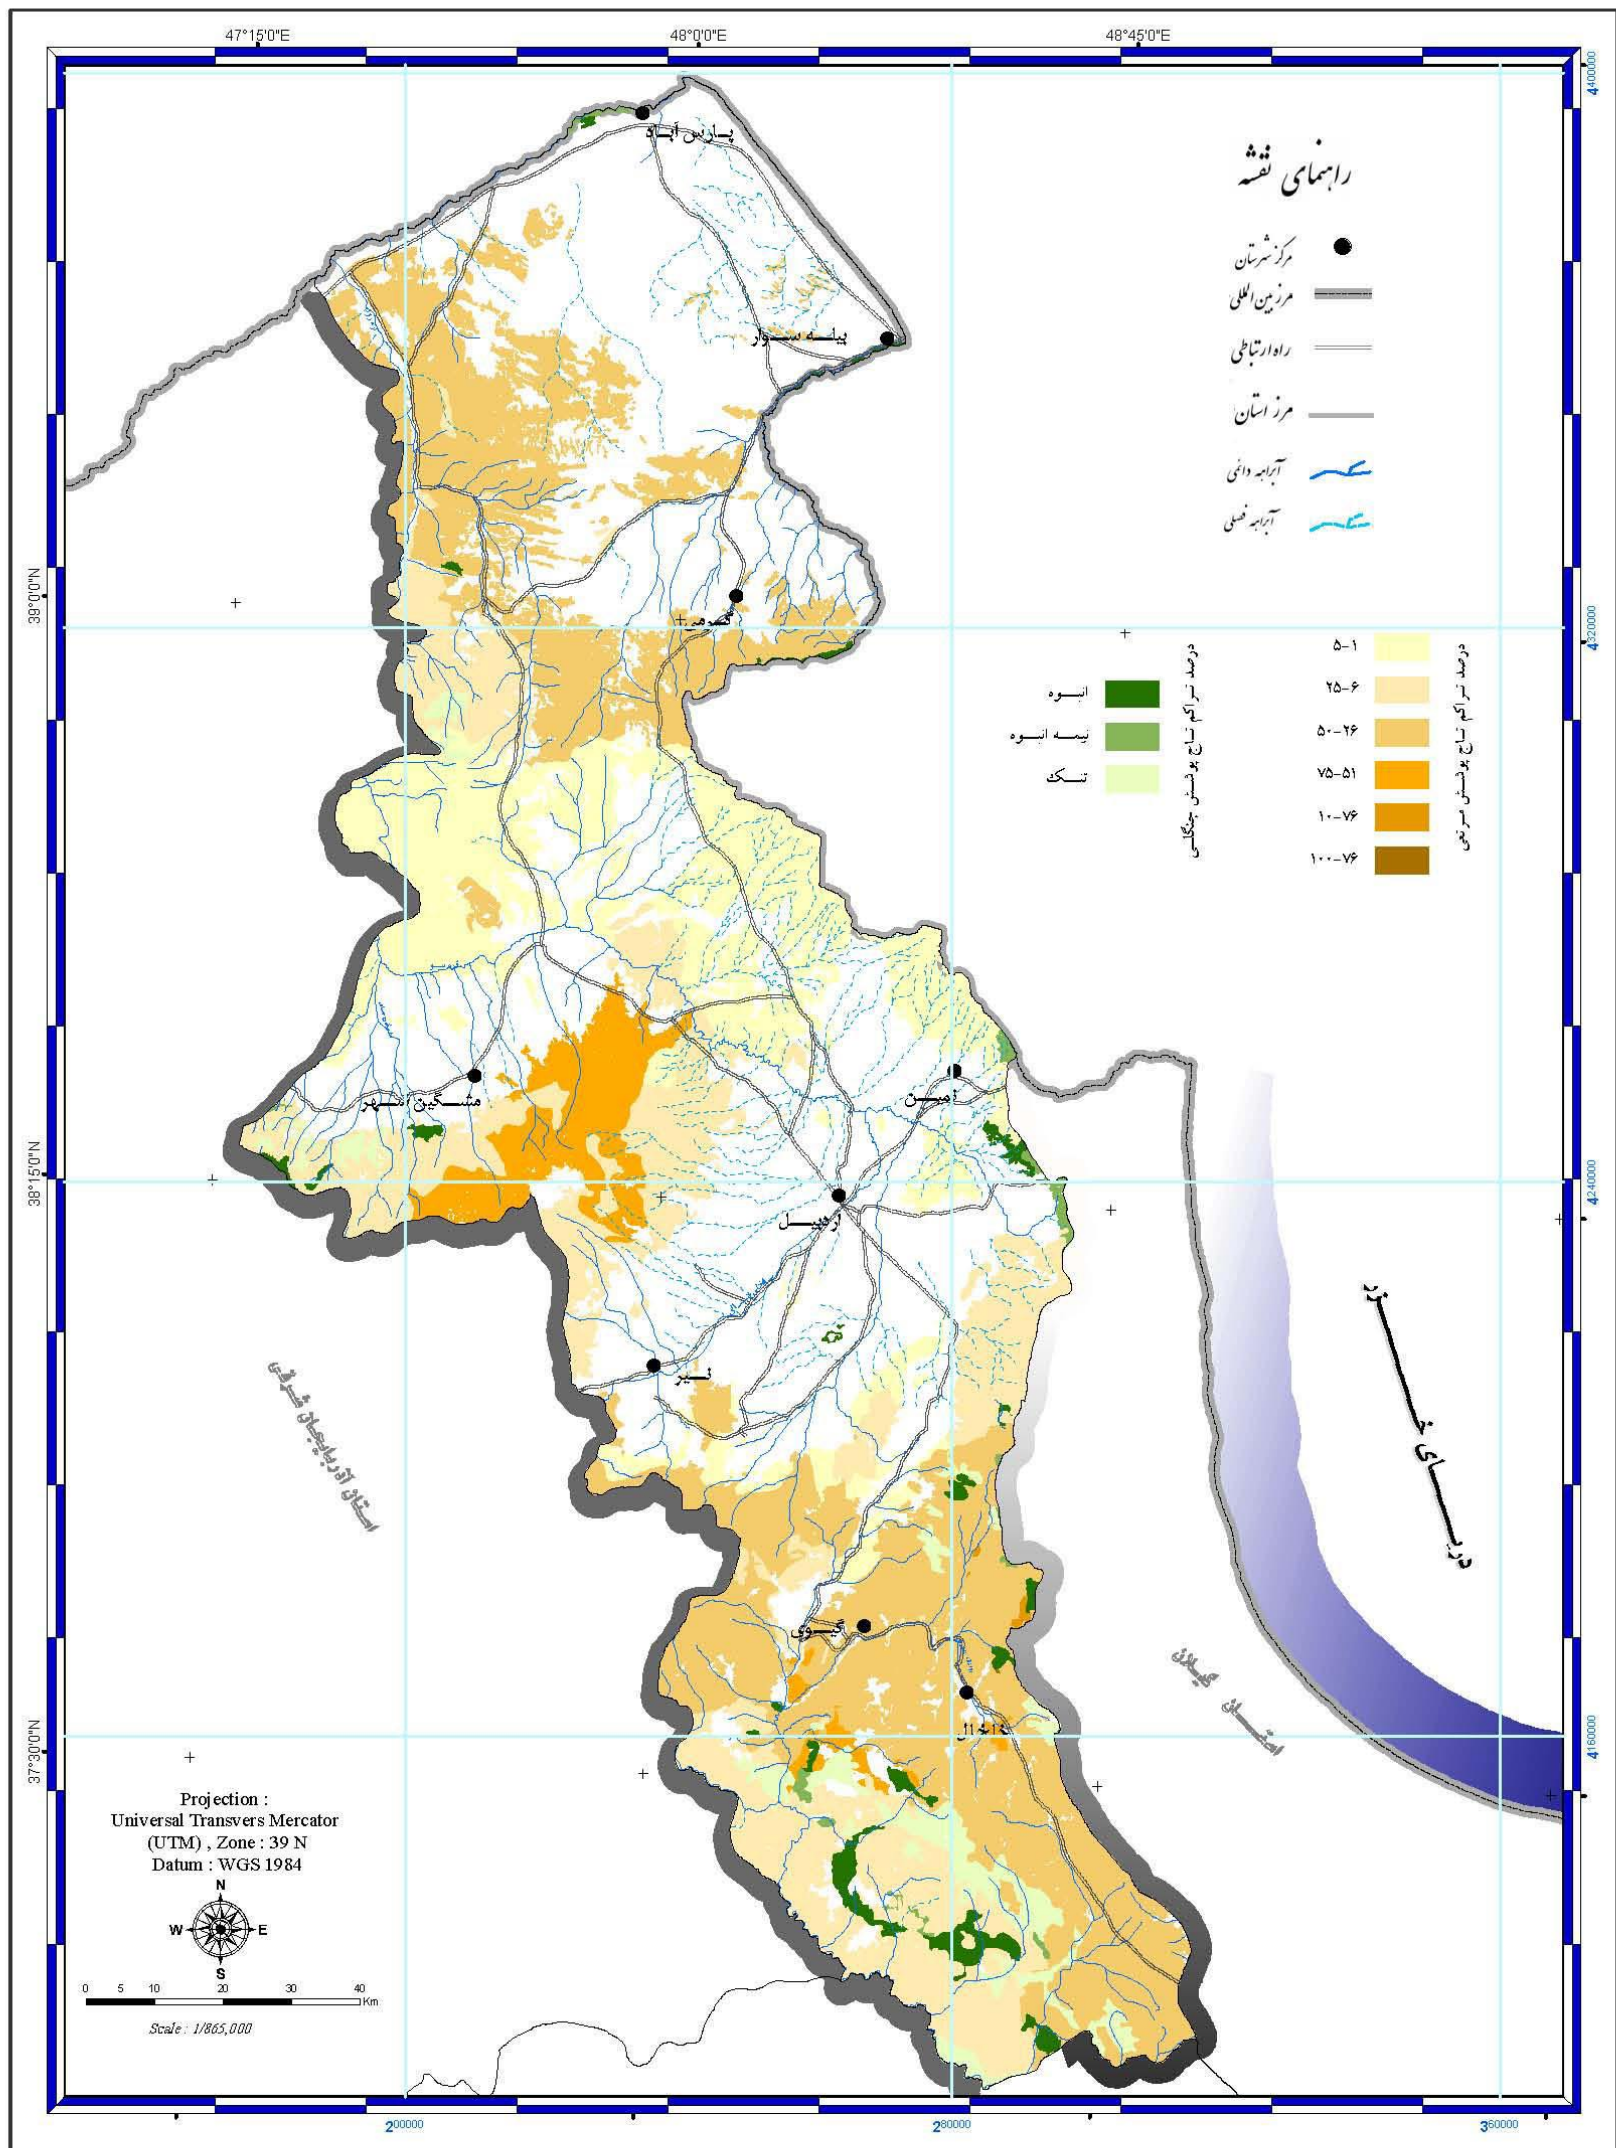 47°15'0"E
48°0'0"E
48°45'0"E
4400000
39°0'0"N
4320000
38°15'0"N
4240000
37°30'0"N
4160000
200000
280000
360000
راهنمای نقشه
مرکز شهرستان
مرز بین المللی
راه ارتباطی
مرز استان
آبراهه دائمی
آبراهه فصلی
درصد تراکم تاج پوشش مرتعی
۵-۱
۲۵-۶
۵۰-۲۶
۷۵-۵۱
۱۰-۷۶
۱۰۰-۷۶
درصد تراکم تاج پوشش جنگلی
انبوه
نیمه انبوه
تنک
پارس آباد
بیله سوار
گرمی
مشگین شهر
نمین
اردبیل
نیر
گیوی
خلخال
استان آذربایجان شرقی
دریای خزر
استان گیلان
Projection :
Universal Transvers Mercator
(UTM) , Zone : 39 N
Datum : WGS 1984
N
W E
S
0 5 10 20 30 40
Km
Scale : 1/865,000